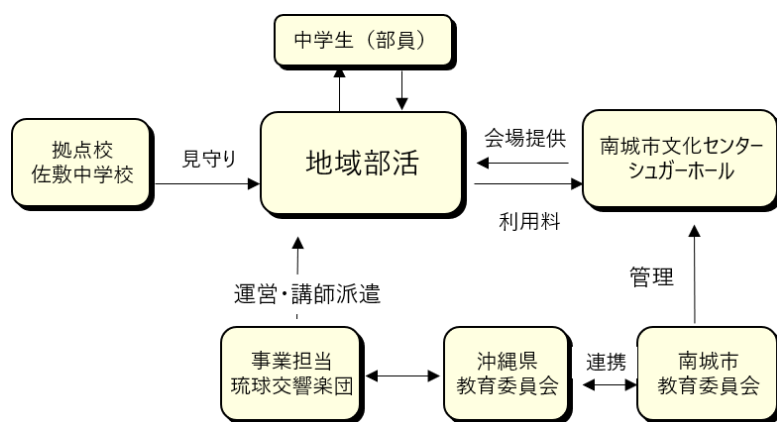 中学生（部員）
拠点校
佐敷中学校
見守り
地域部活
会場提供
利用料
南城市文化センター
シュガーホール
運営・講師派遣
管理
事業担当
琉球交響楽団
沖縄県
教育委員会
連携
南城市
教育委員会